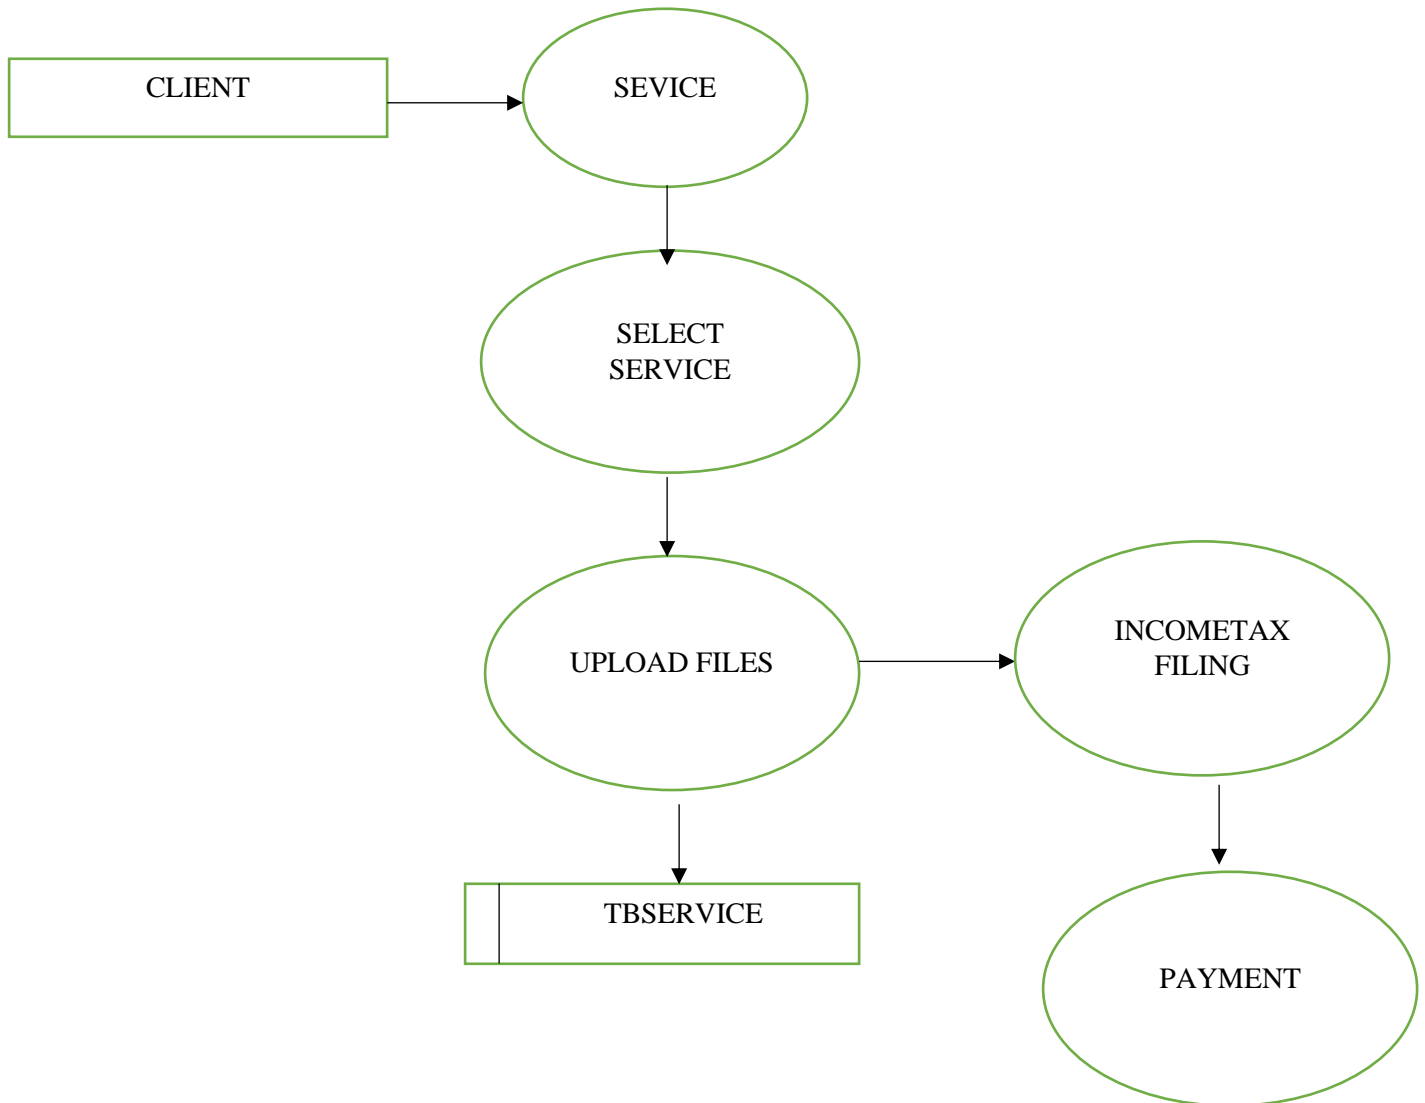 CLIENT
SEVICE
SELECT
SERVICE
UPLOAD FILES
INCOMETAX
FILING
TBSERVICE
PAYMENT